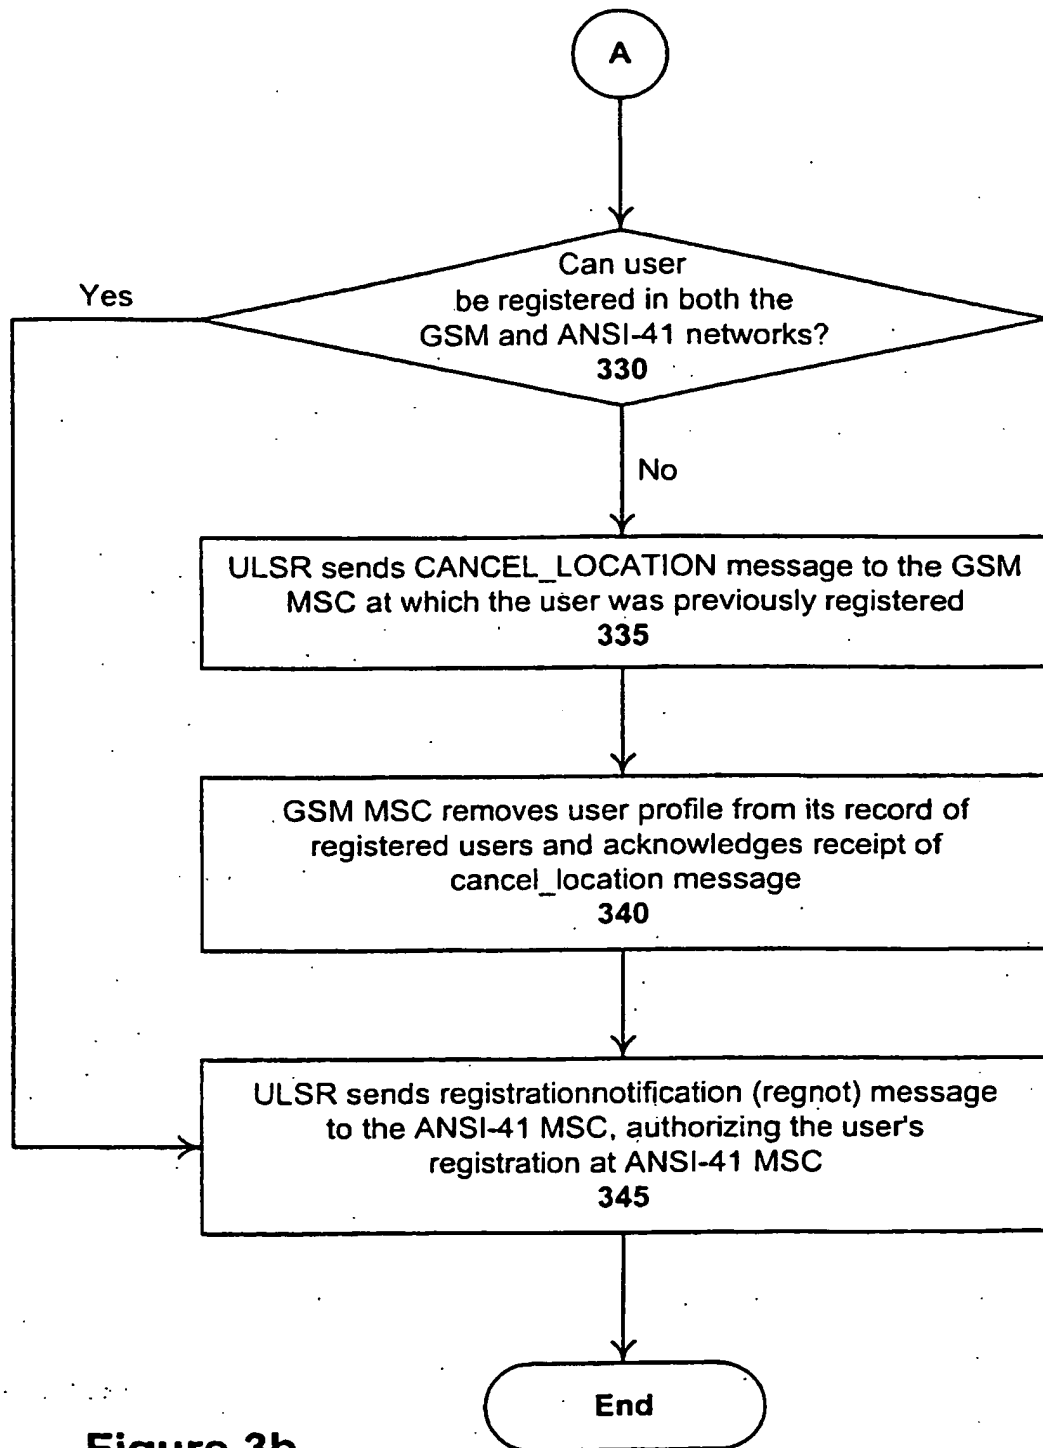 A
Can user
be registered in both the
GSM and ANSI-41 networks?
330
Yes
No
ULSR sends CANCEL_LOCATION message to the GSM
MSC at which the user was previously registered
335
GSM MSC removes user profile from its record of
registered users and acknowledges receipt of
cancel_location message
340
ULSR sends registrationnotification (regnot) message
to the ANSI-41 MSC, authorizing the user's
registration at ANSI-41 MSC
345
End
Figure 3b